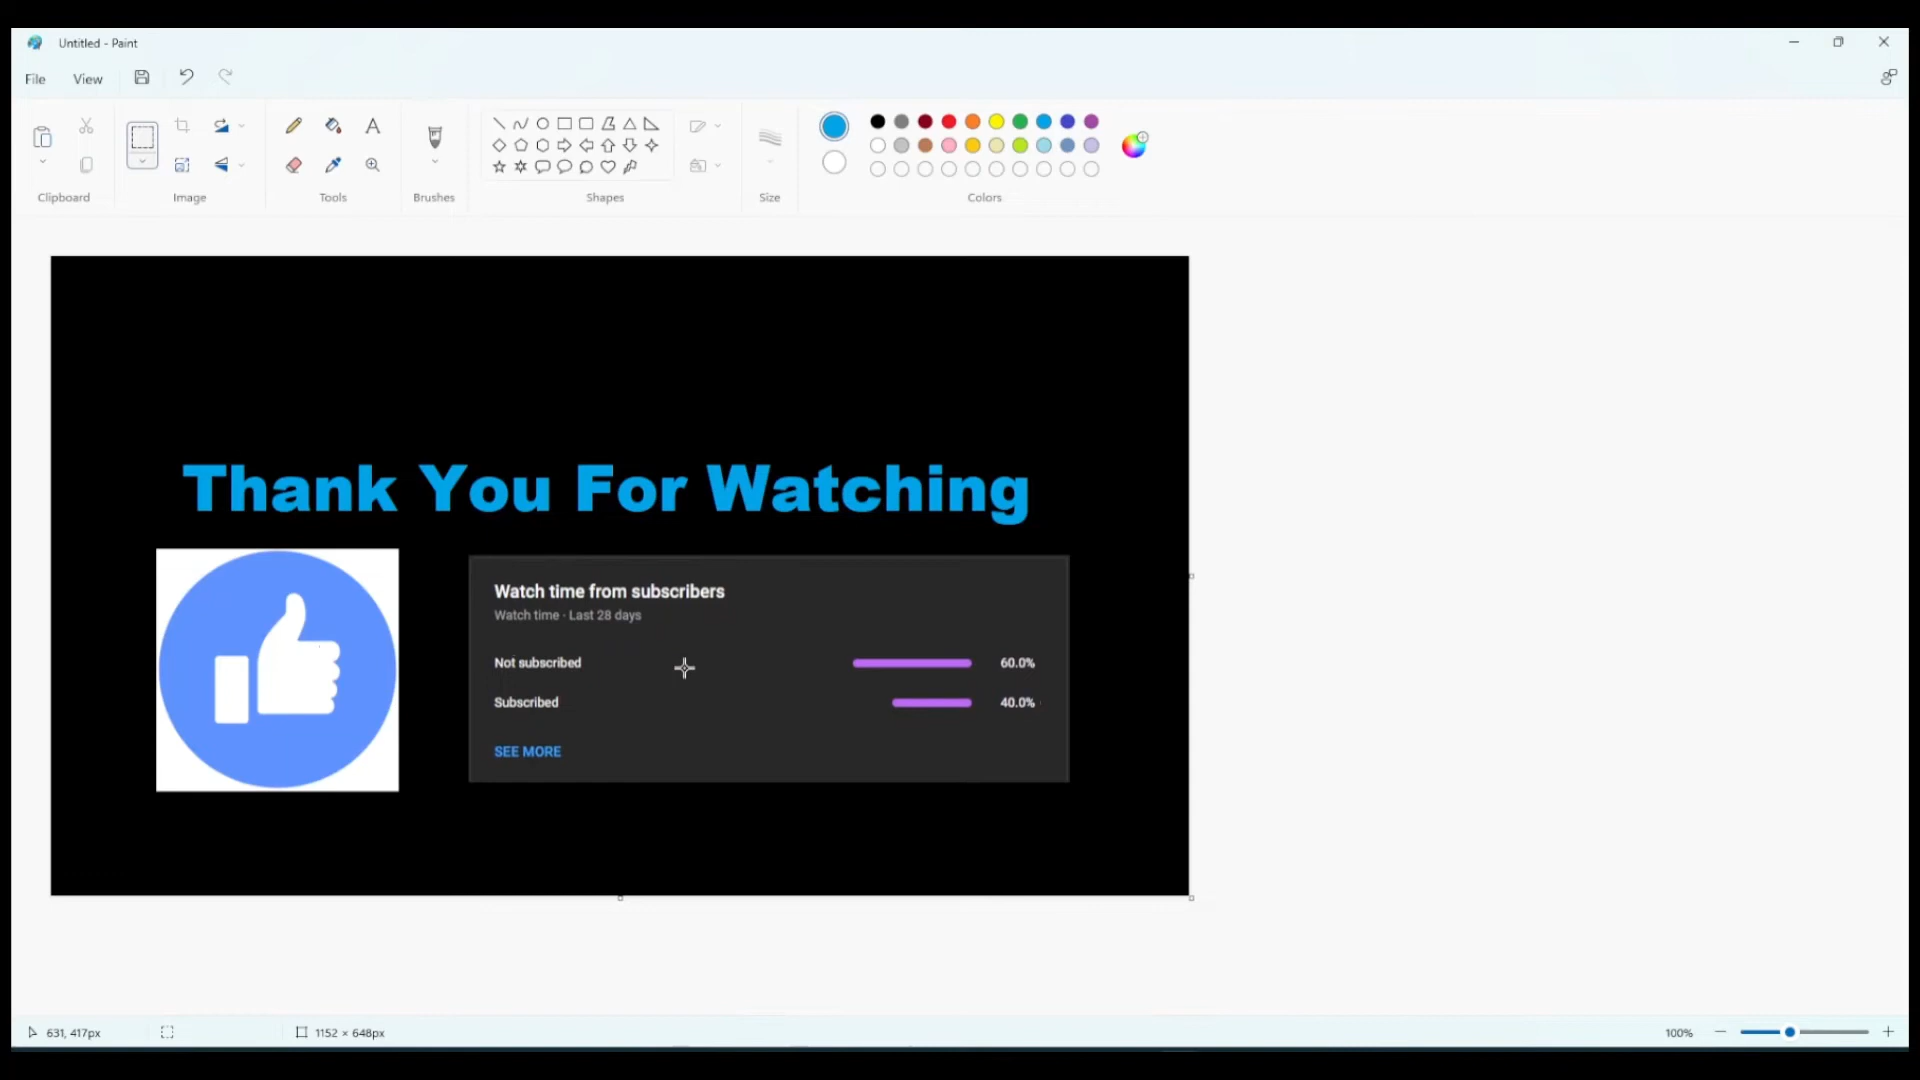 Untitled - Paint
File View
Clipboard Image Tools Brushes Shapes Size Colors
Thank You For Watching
Watch time from subscribers
Watch time · Last 28 days
Not subscribed 60.0%
Subscribed 40.0%
SEE MORE
631, 417px 1152 × 648px 100%